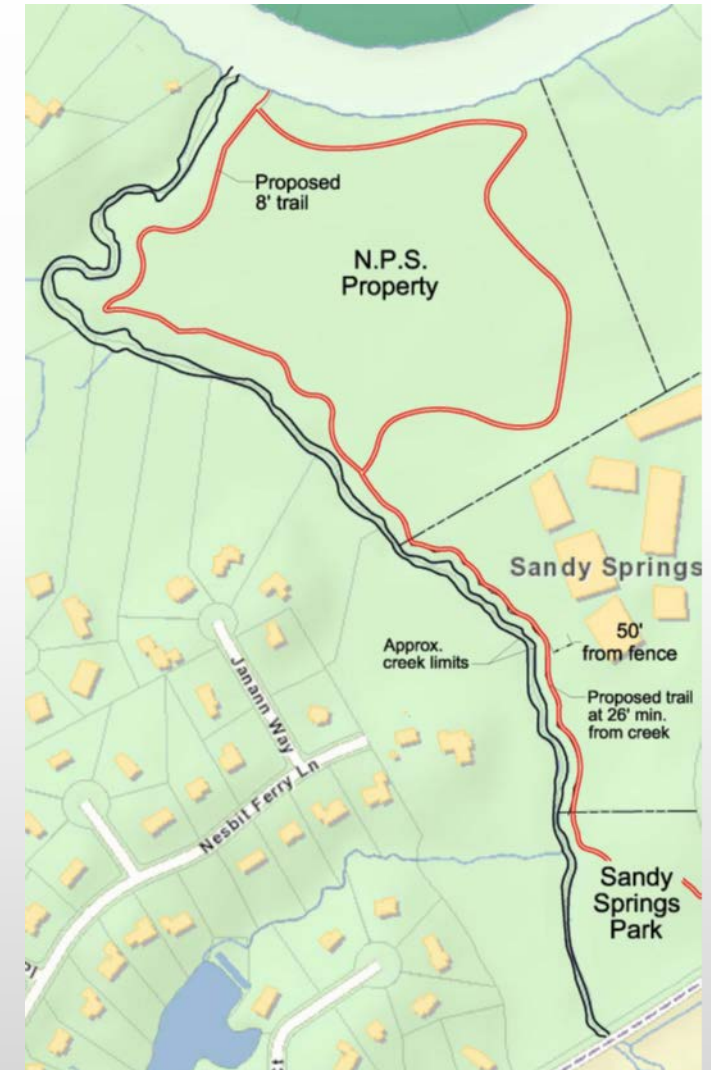 Proposed
8' trail
N.P.S.
Property
Sandy Springs
50'
from fence
Approx.
creek limits
Proposed trail
at 26' min.
from creek
Janann Way
Nesbit Ferry Ln
Sandy
Springs
Park
Pl